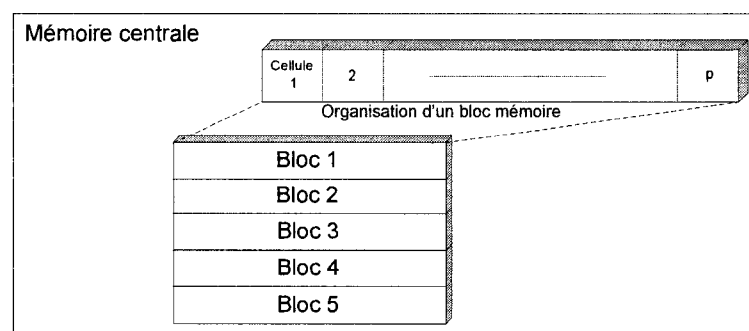 Mémoire centrale
Cellule
1
2
p
Organisation d'un bloc mémoire
Bloc 1
Bloc 2
Bloc 3
Bloc 4
Bloc 5